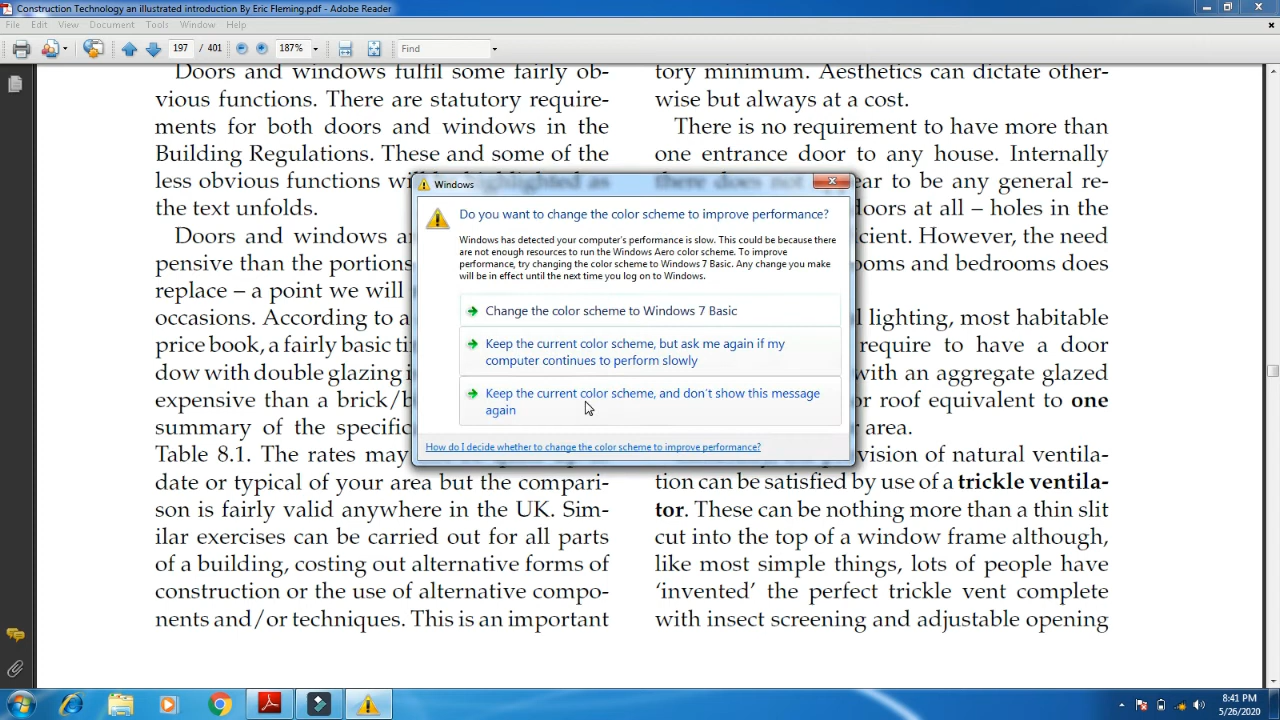 Construction Technology an illustrated introduction By Eric Fleming.pdf - Adobe Reader
File Edit View Document Tools Window Help
197 / 401 187% Find
Doors and windows fulfil some fairly ob-
vious functions. There are statutory require-
ments for both doors and windows in the
Building Regulations. These and some of the
less obvious functions will be highlighted as
the text unfolds.
Doors and windows
pensive than the portions
replace – a point we will
occasions. According to a
price book, a fairly basic
dow with double glazing
expensive than a brick/b
summary of the specific
Table 8.1. The rates may
date or typical of your area but the compari-
son is fairly valid anywhere in the UK. Sim-
ilar exercises can be carried out for all parts
of a building, costing out alternative forms of
construction or the use of alternative compo-
nents and/or techniques. This is an important
tory minimum. Aesthetics can dictate other-
wise but always at a cost.
There is no requirement to have more than
one entrance door to any house. Internally
there does not appear to be any general re-
doors at all – holes in the
However, the need
and bedrooms does
lighting, most habitable
require to have a door
with an aggregate glazed
or roof equivalent to one
area.
provision of natural ventila-
tion can be satisfied by use of a trickle ventila-
tor. These can be nothing more than a thin slit
cut into the top of a window frame although,
like most simple things, lots of people have
'invented' the perfect trickle vent complete
with insect screening and adjustable opening
Windows
Do you want to change the color scheme to improve performance?
Windows has detected your computer's performance is slow. This could be because there
are not enough resources to run the Windows Aero color scheme. To improve
performance, try changing the color scheme to Windows 7 Basic. Any change you make
will be in effect until the next time you log on to Windows.
Change the color scheme to Windows 7 Basic
Keep the current color scheme, but ask me again if my
computer continues to perform slowly
Keep the current color scheme, and don't show this message
again
How do I decide whether to change the color scheme to improve performance?
8:41 PM
5/26/2020